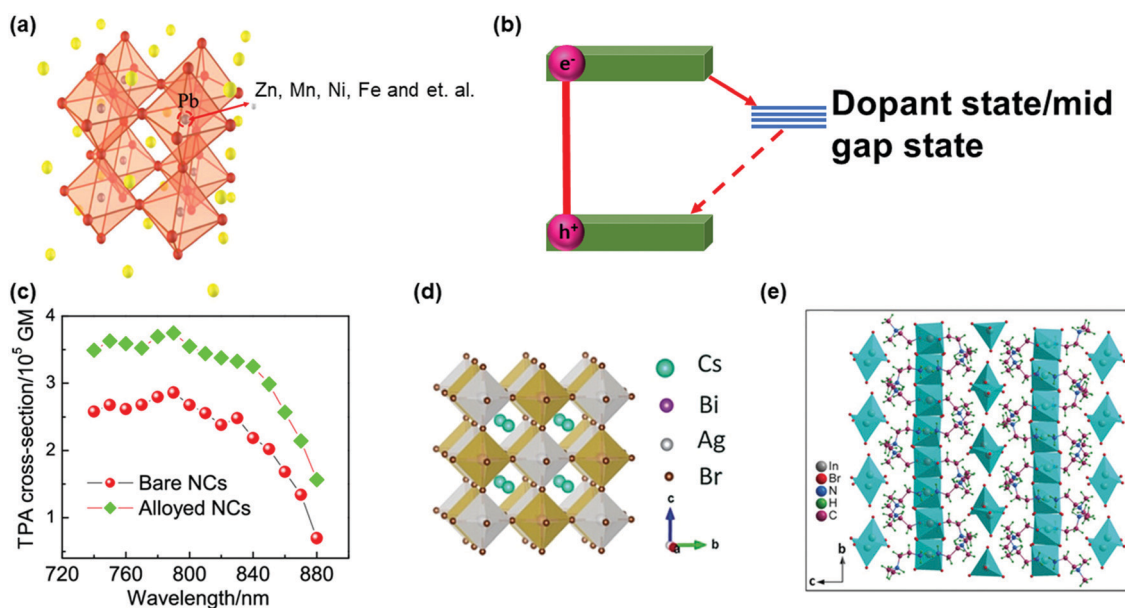 (a)
Pb
Zn, Mn, Ni, Fe and et. al.
(b)
e-
h+
Dopant state/mid
gap state
(c)
TPA cross-section/10⁵ GM
4
3
2
1
720 760 800 840 880
Wavelength/nm
Bare NCs
Alloyed NCs
(d)
Cs
Bi
Ag
Br
c
a
b
(e)
In
Br
N
H
C
b
c